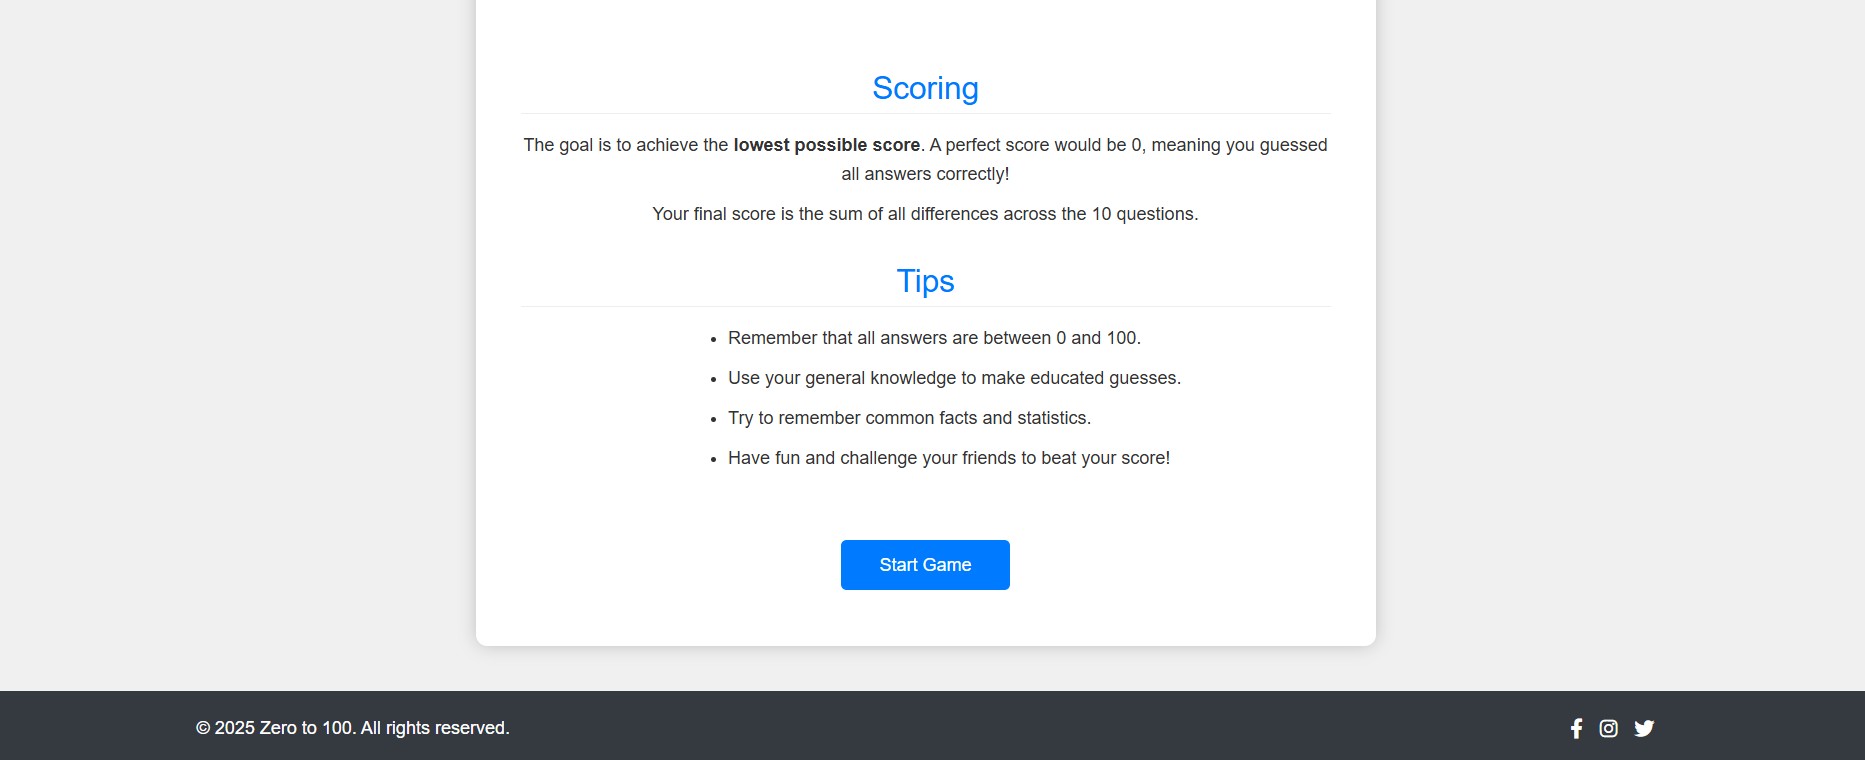 Scoring
The goal is to achieve the lowest possible score. A perfect score would be 0, meaning you guessed
all answers correctly!
Your final score is the sum of all differences across the 10 questions.
Tips
Remember that all answers are between 0 and 100.
Use your general knowledge to make educated guesses.
Try to remember common facts and statistics.
Have fun and challenge your friends to beat your score!
Start Game
© 2025 Zero to 100. All rights reserved.